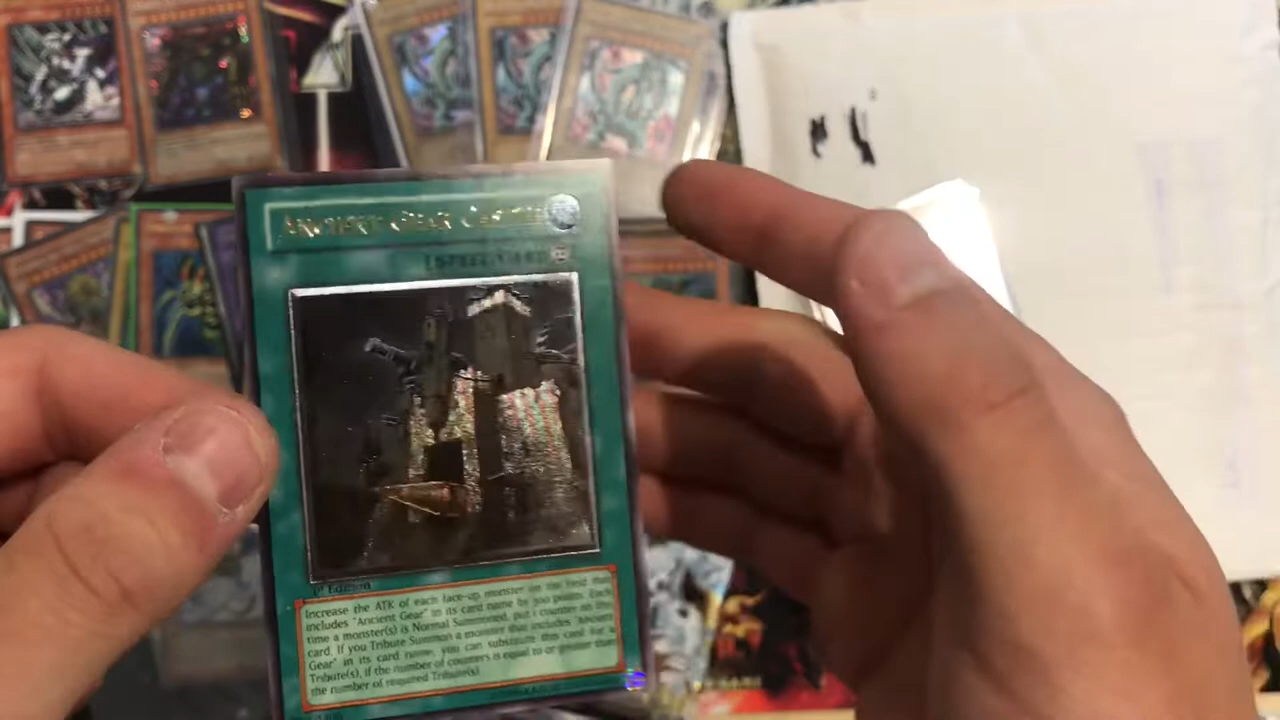 ANCIENT GEAR CASTLE
[SPELL CARD
1st Edition
Increase the ATK of each face-up monster on the field that
includes "Ancient Gear" in its card name by 300 points. Each
time a monster(s) is Normal Summoned, put 1 counter on this
card. If you Tribute Summon a monster that includes "Ancient
Gear" in its card name, you can substitute this card for a
Tribute(s), if the number of counters is equal to or greater than
the number of required Tribute(s).